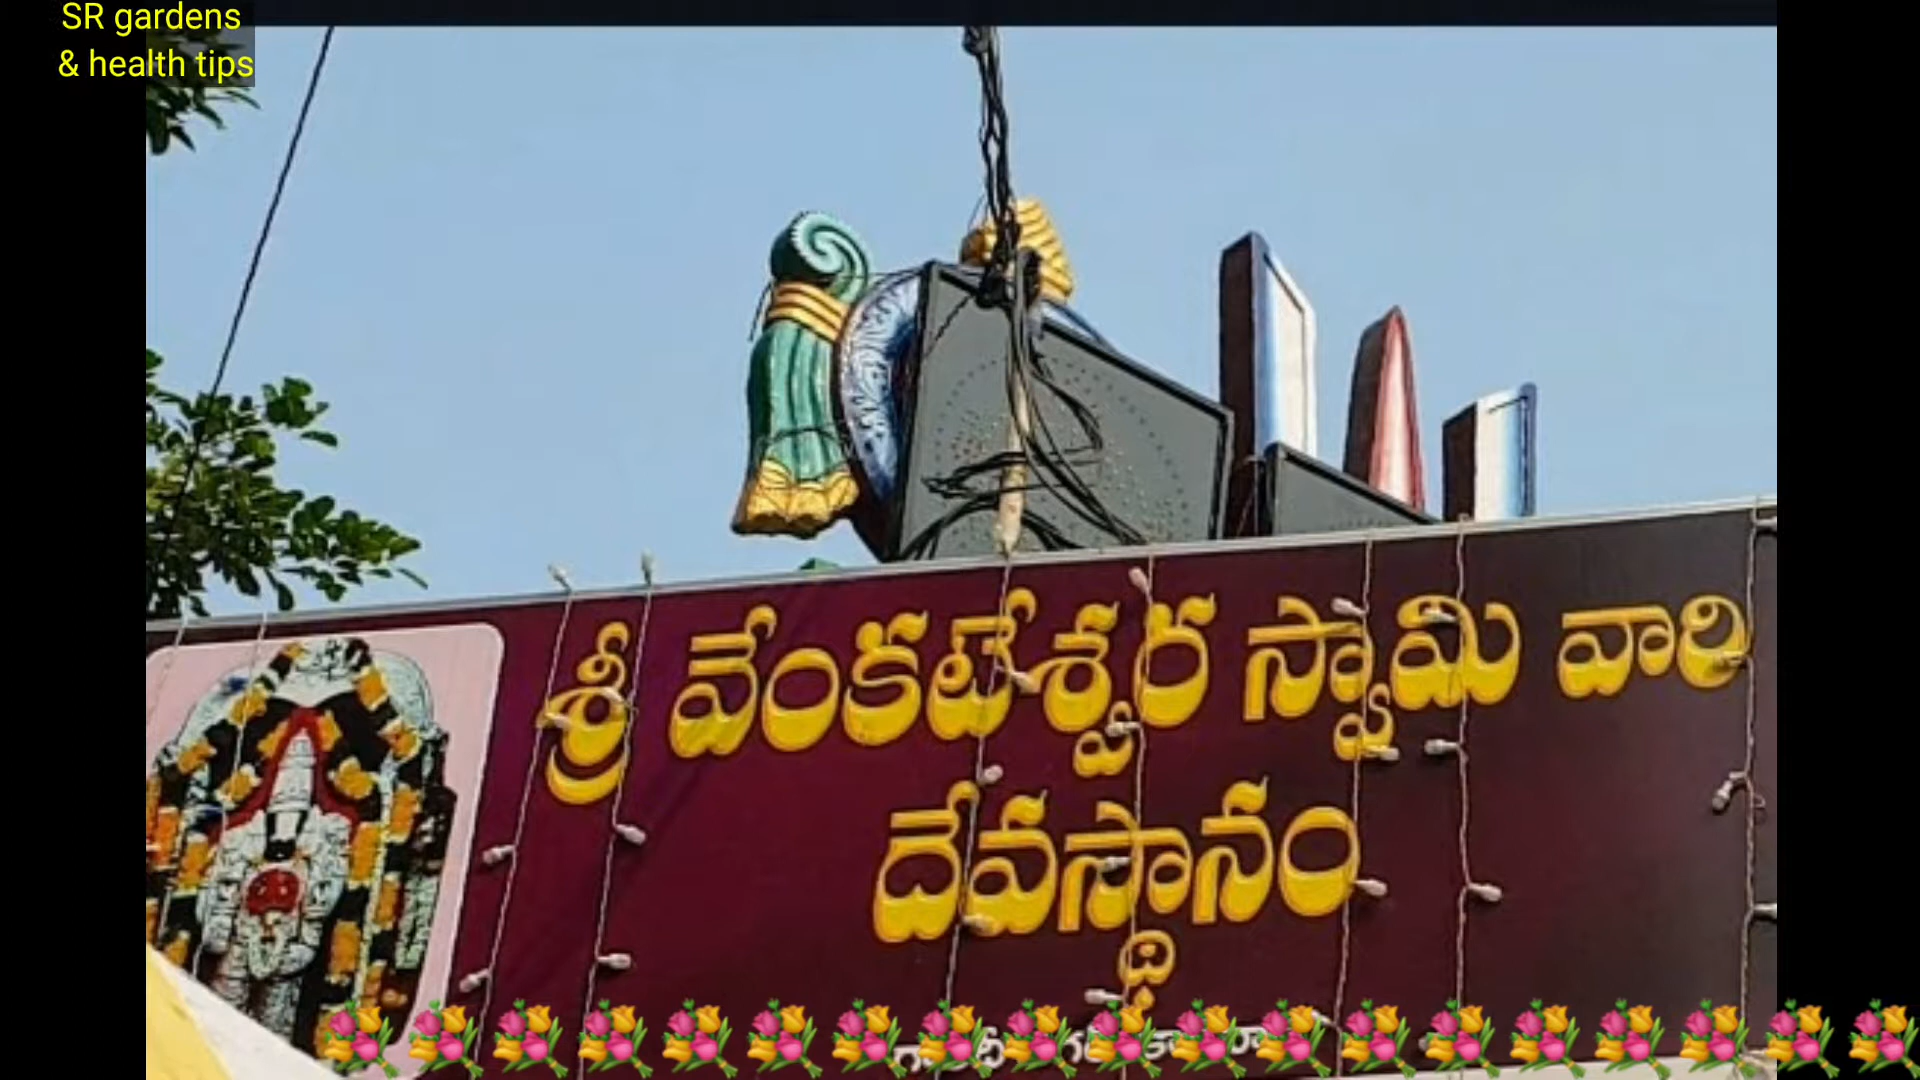 SR gardens
& health tips
శ్రీ వేంకటేశ్వర స్వామి వారి
దేవస్థానం